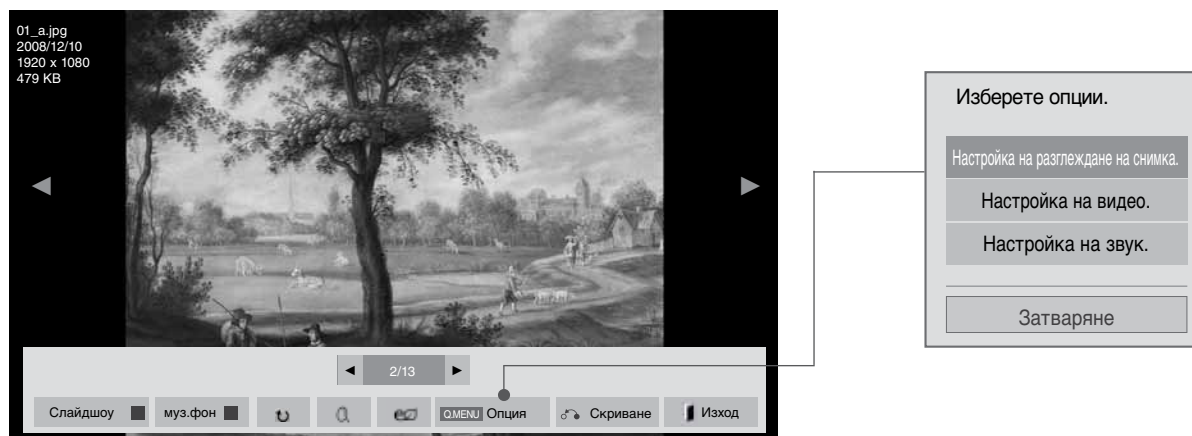 01_a.jpg
2008/12/10
1920 x 1080
479 KB
2/13
Слайдшоу
муз.фон
Q.MENU Опция
Скриване
Изход
Изберете опции.
Настройка на разглеждане на снимка.
Настройка на видео.
Настройка на звук.
Затваряне